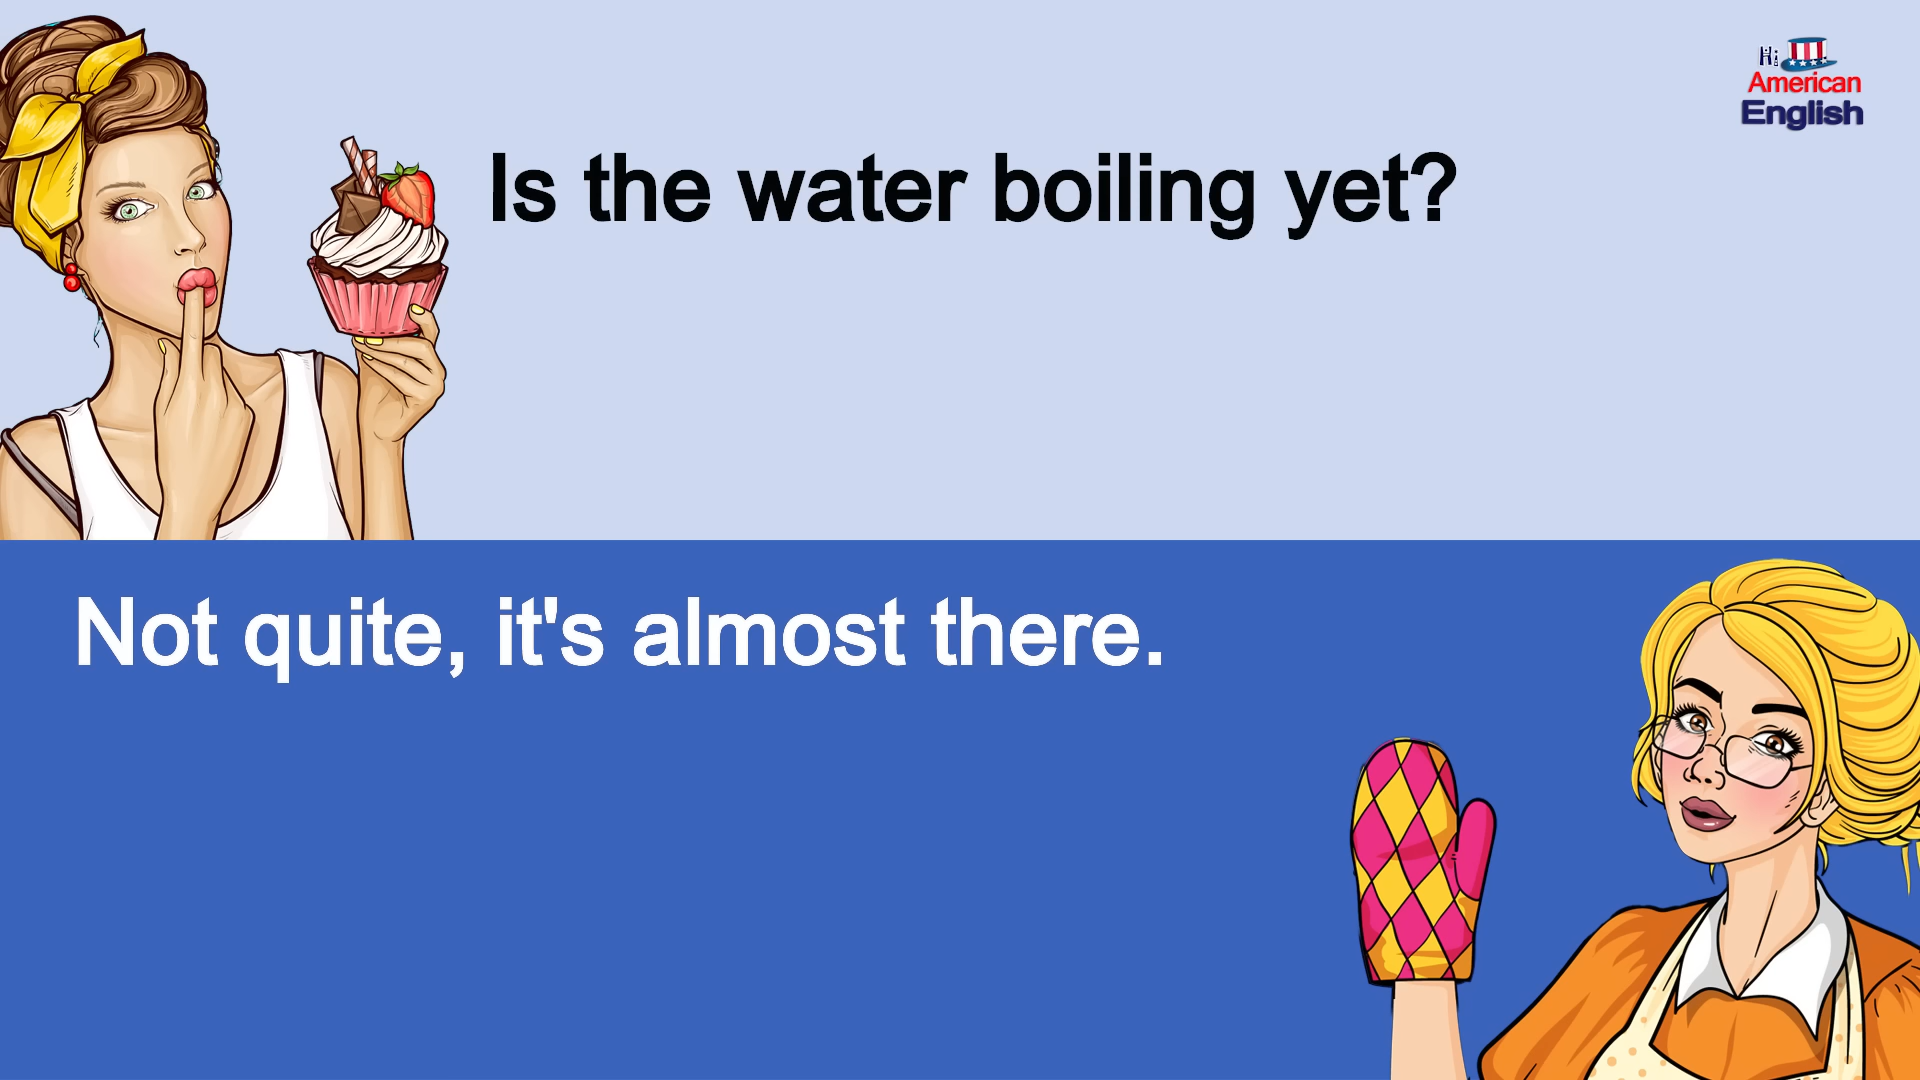 Hi
American
English
Is the water boiling yet?
Not quite, it's almost there.